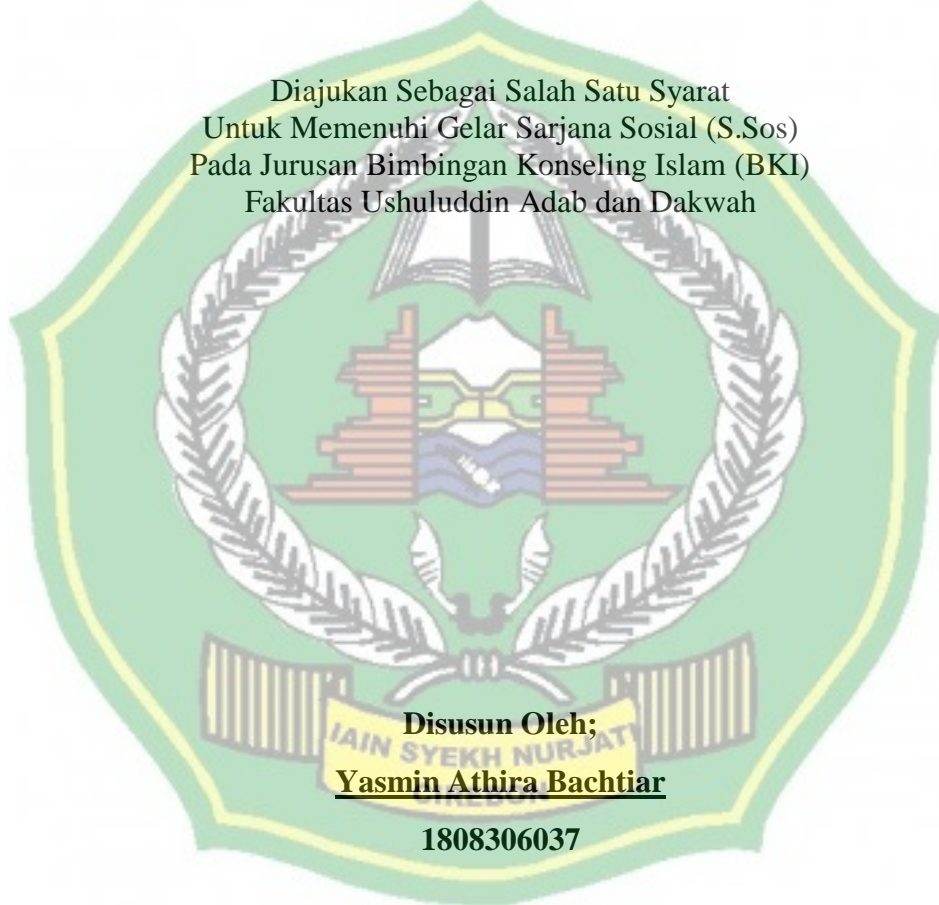 Diajukan Sebagai Salah Satu Syarat
Untuk Memenuhi Gelar Sarjana Sosial (S.Sos)
Pada Jurusan Bimbingan Konseling Islam (BKI)
Fakultas Ushuluddin Adab dan Dakwah
Disusun Oleh;
IAIN SYEKH NURJATI
Yasmin Athira Bachtiar
CIREBON
1808306037